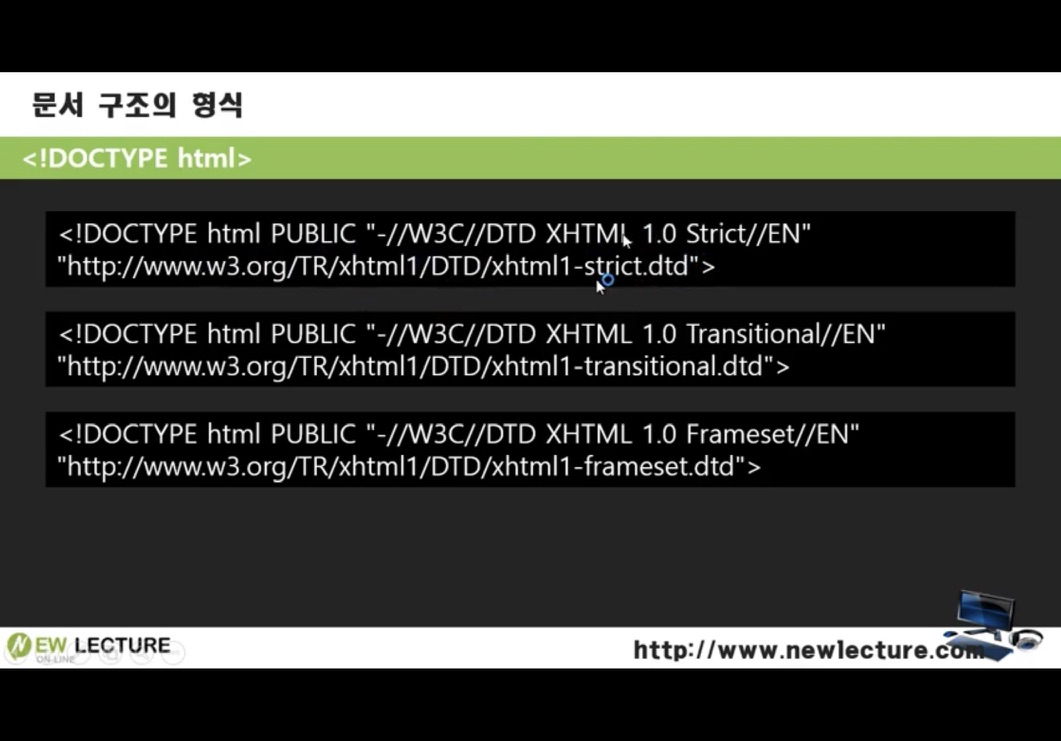 문서 구조의 형식
<!DOCTYPE html>
<!DOCTYPE html PUBLIC "-//W3C//DTD XHTML 1.0 Strict//EN"
"http://www.w3.org/TR/xhtml1/DTD/xhtml1-strict.dtd">
<!DOCTYPE html PUBLIC "-//W3C//DTD XHTML 1.0 Transitional//EN"
"http://www.w3.org/TR/xhtml1/DTD/xhtml1-transitional.dtd">
<!DOCTYPE html PUBLIC "-//W3C//DTD XHTML 1.0 Frameset//EN"
"http://www.w3.org/TR/xhtml1/DTD/xhtml1-frameset.dtd">
NEW LECTURE
ON-LINE
http://www.newlecture.com